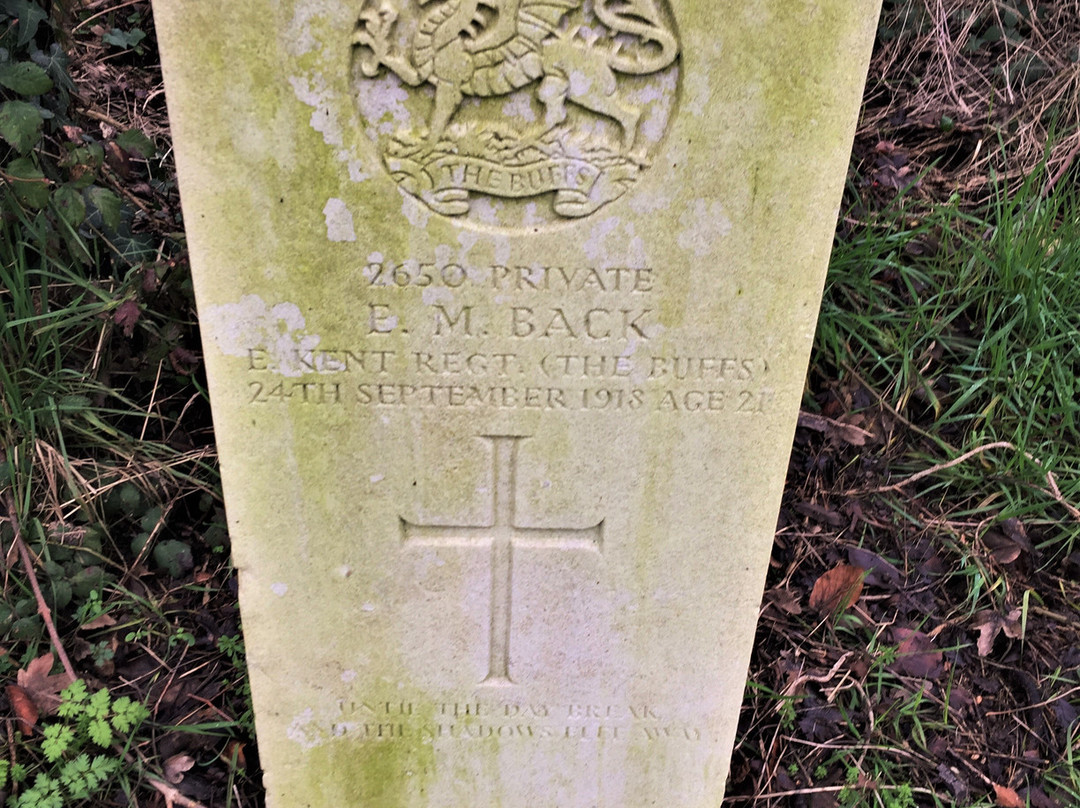 THE BUFFS
2650 PRIVATE
E. M. BACK
E. KENT REGT. (THE BUFFS)
24TH SEPTEMBER 1918 AGE 21
UNTIL THE DAY BREAK
AND THE SHADOWS FLEE AWAY